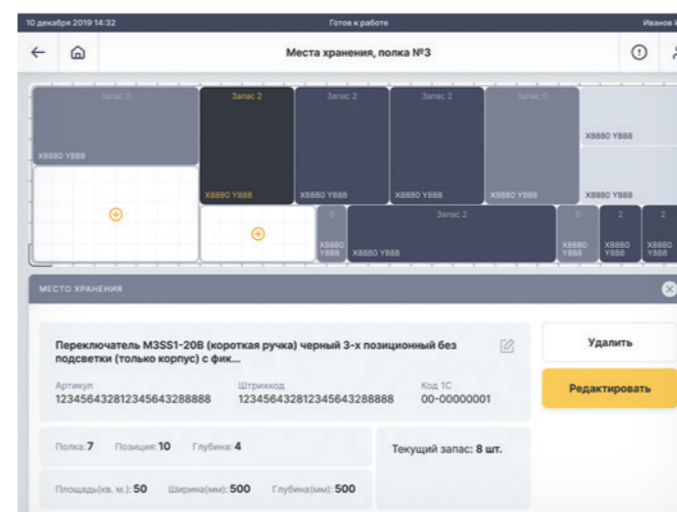 10 декабря 2019 14:32 Готов к работе Иванов И
Места хранения, полка №3
Запас 0 Запас 2 Запас 2 Запас 2 Запас 0
X8880 Y888
X8880 Y888
X8880 Y888 X8880 Y888 X8880 Y888 X8880 Y888 X8880 Y888
0 Запас 2 0 2 2
X8880 Y888 X8880 Y888 X8880 Y888 X8880 Y888 X8880 Y888
МЕСТО ХРАНЕНИЯ
Переключатель M3SS1-20B (короткая ручка) черный 3-х позиционный без
подсветки (только корпус) с фик...
Удалить
Артикул Штрихкод Код 1С
123456432812345643288888 123456432812345643288888 00-00000001
Редактировать
Полка: 7 Позиция: 10 Глубина: 4
Текущий запас: 8 шт.
Площадь(кв. м.): 50 Ширина(мм): 500 Глубина(мм): 500